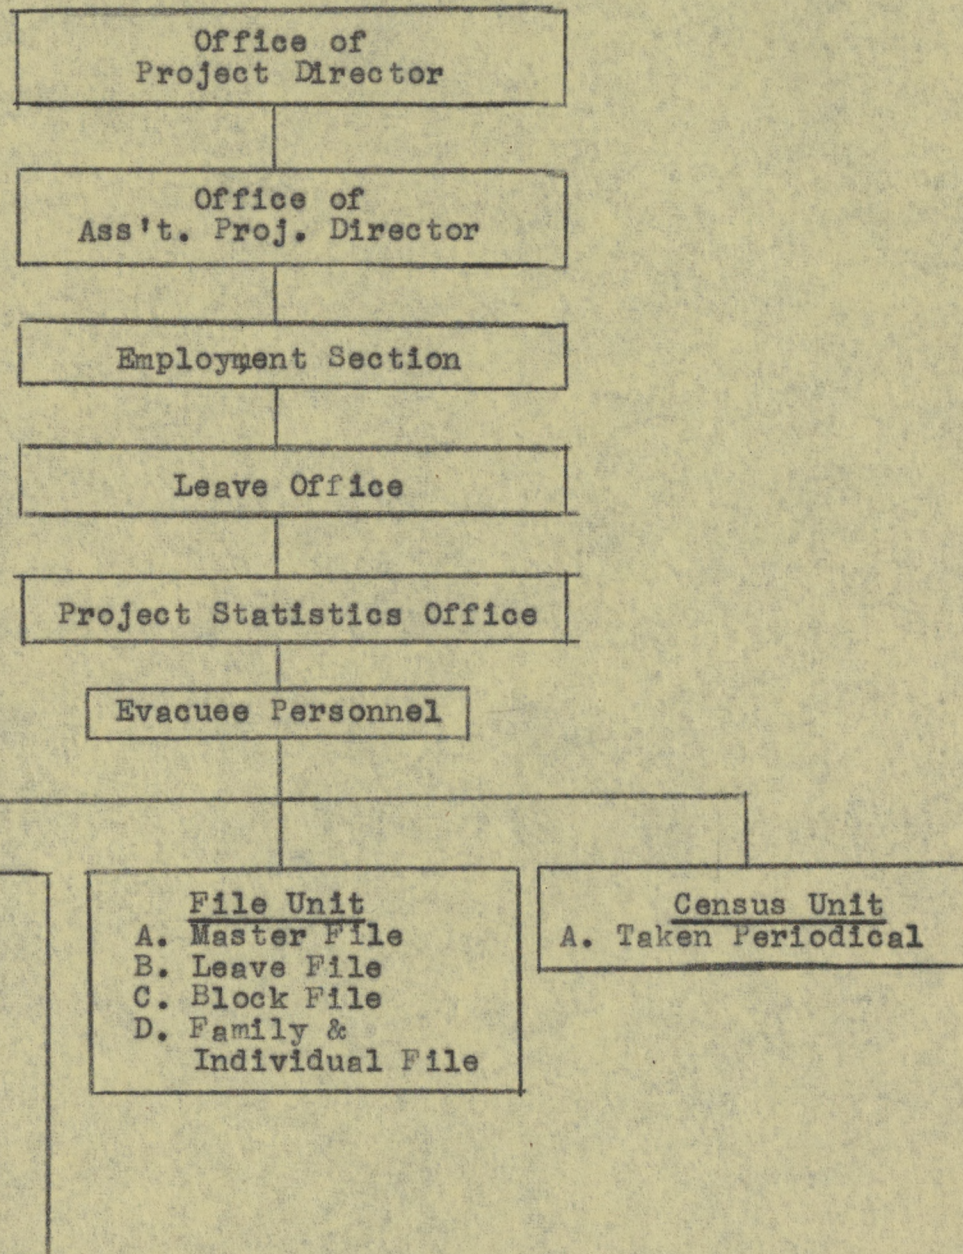 Office of
Project Director
Office of
Ass't. Proj. Director
Employment Section
Leave Office
Project Statistics Office
Evacuee Personnel
File Unit
A. Master File
B. Leave File
C. Block File
D. Family &
Individual File
Census Unit
A. Taken Periodical